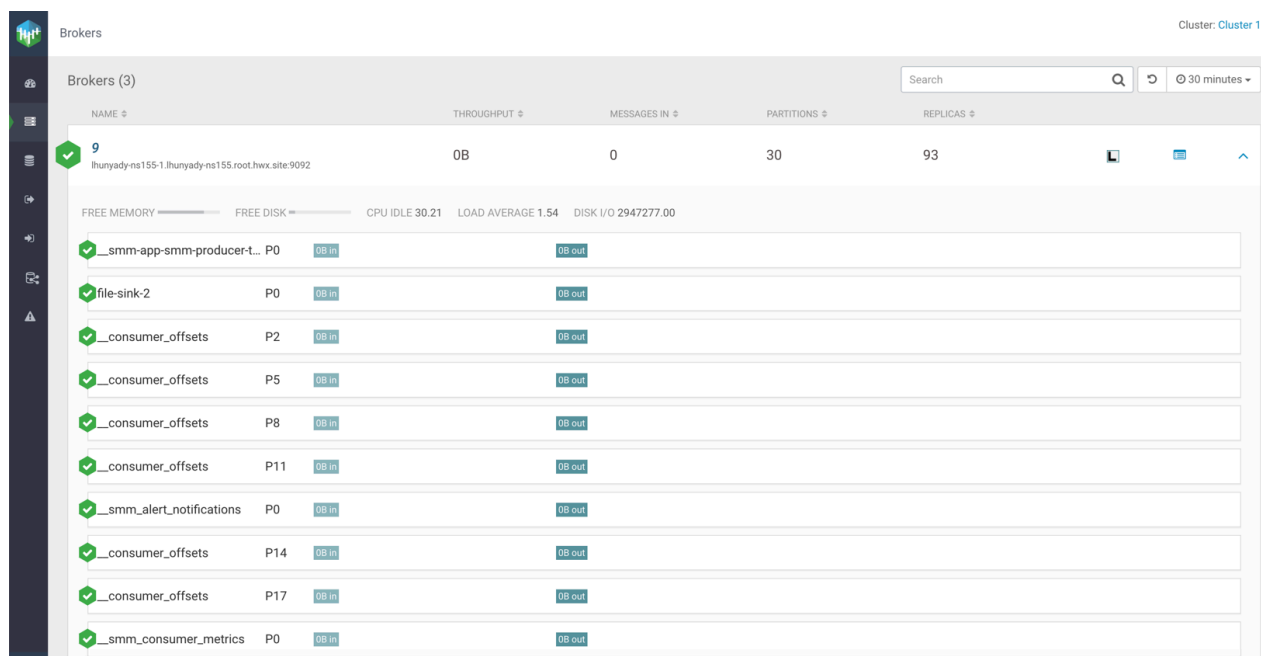 Brokers
Cluster: Cluster 1
Brokers (3)
Search
30 minutes
NAME THROUGHPUT MESSAGES IN PARTITIONS REPLICAS
9
lhunyady-ns155-1.lhunyady-ns155.root.hwx.site:9092
0B 0 30 93
L
FREE MEMORY FREE DISK CPU IDLE 30.21 LOAD AVERAGE 1.54 DISK I/O 2947277.00
__smm-app-smm-producer-t... P0 0B in 0B out
file-sink-2 P0 0B in 0B out
__consumer_offsets P2 0B in 0B out
__consumer_offsets P5 0B in 0B out
__consumer_offsets P8 0B in 0B out
__consumer_offsets P11 0B in 0B out
__smm_alert_notifications P0 0B in 0B out
__consumer_offsets P14 0B in 0B out
__consumer_offsets P17 0B in 0B out
__smm_consumer_metrics P0 0B in 0B out